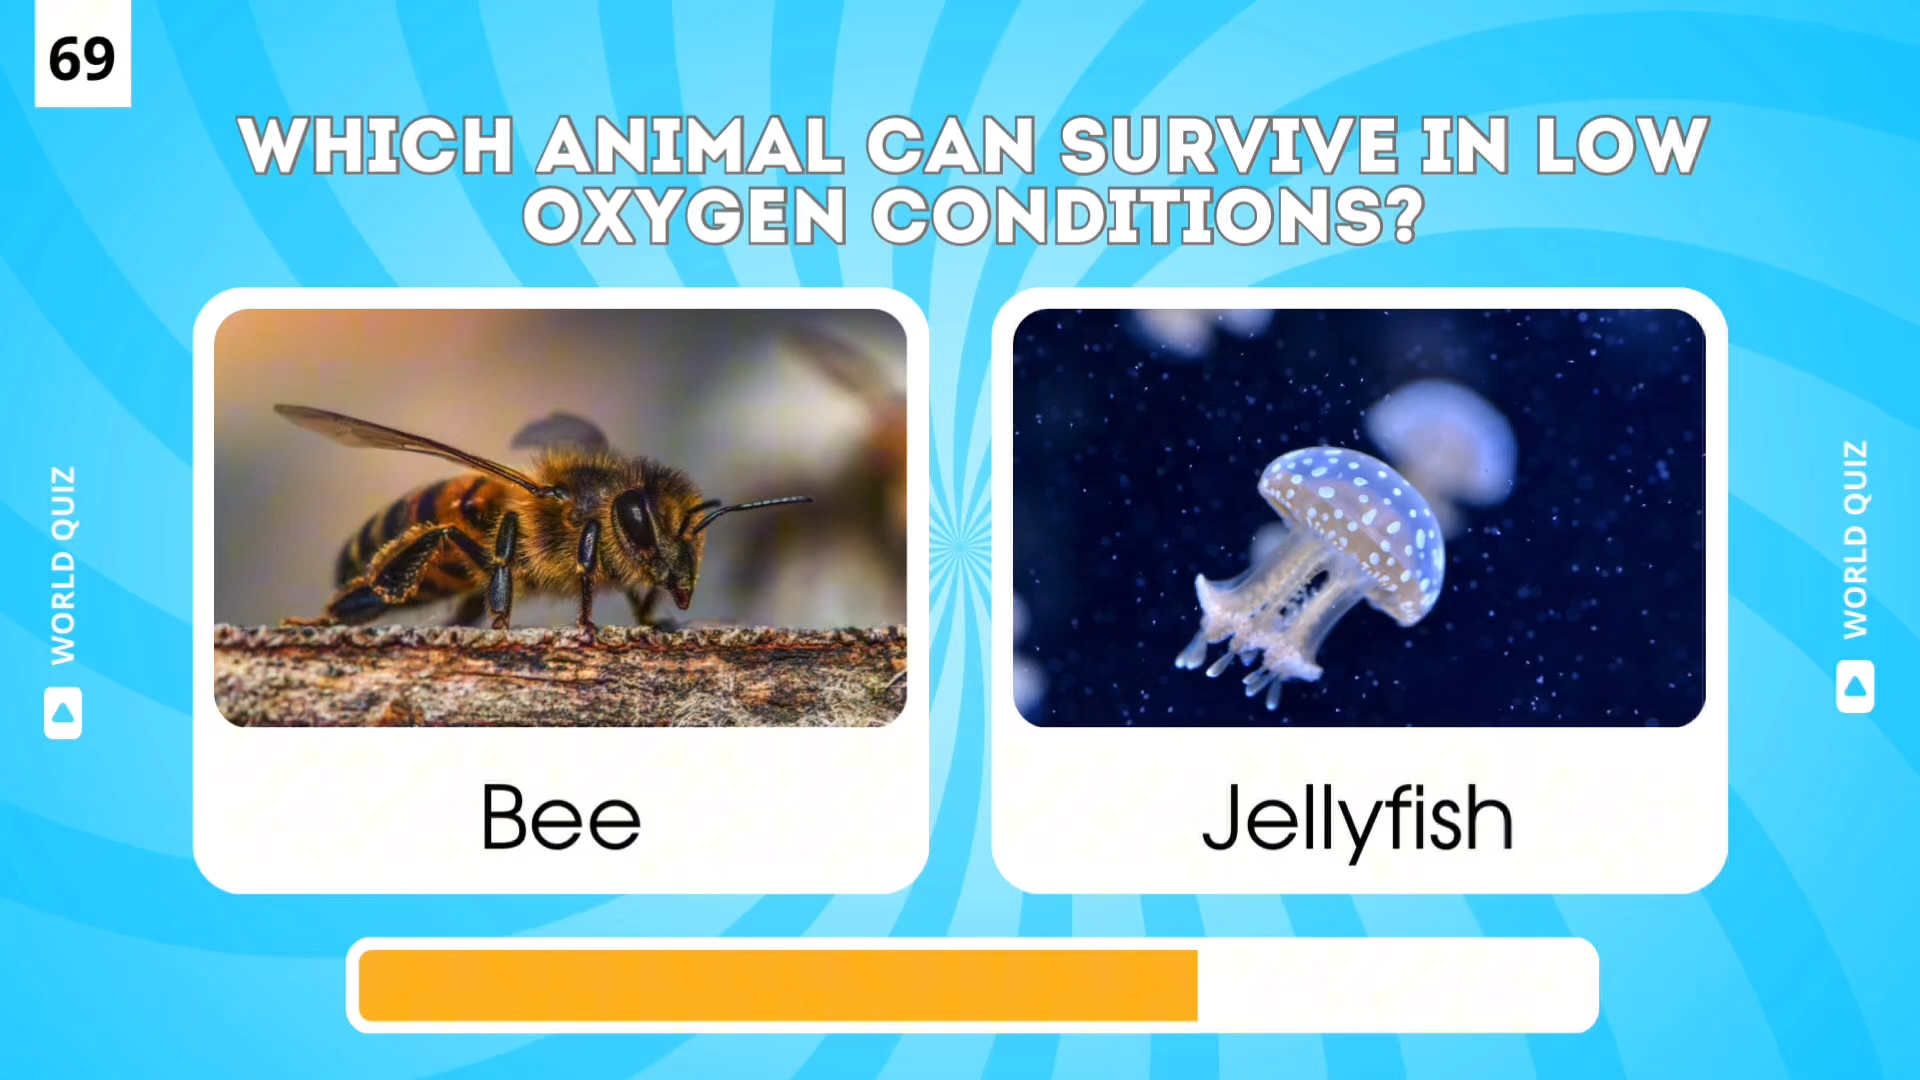 69
WHICH ANIMAL CAN SURVIVE IN LOW
OXYGEN CONDITIONS?
WORLD QUIZ
WORLD QUIZ
Bee
Jellyfish